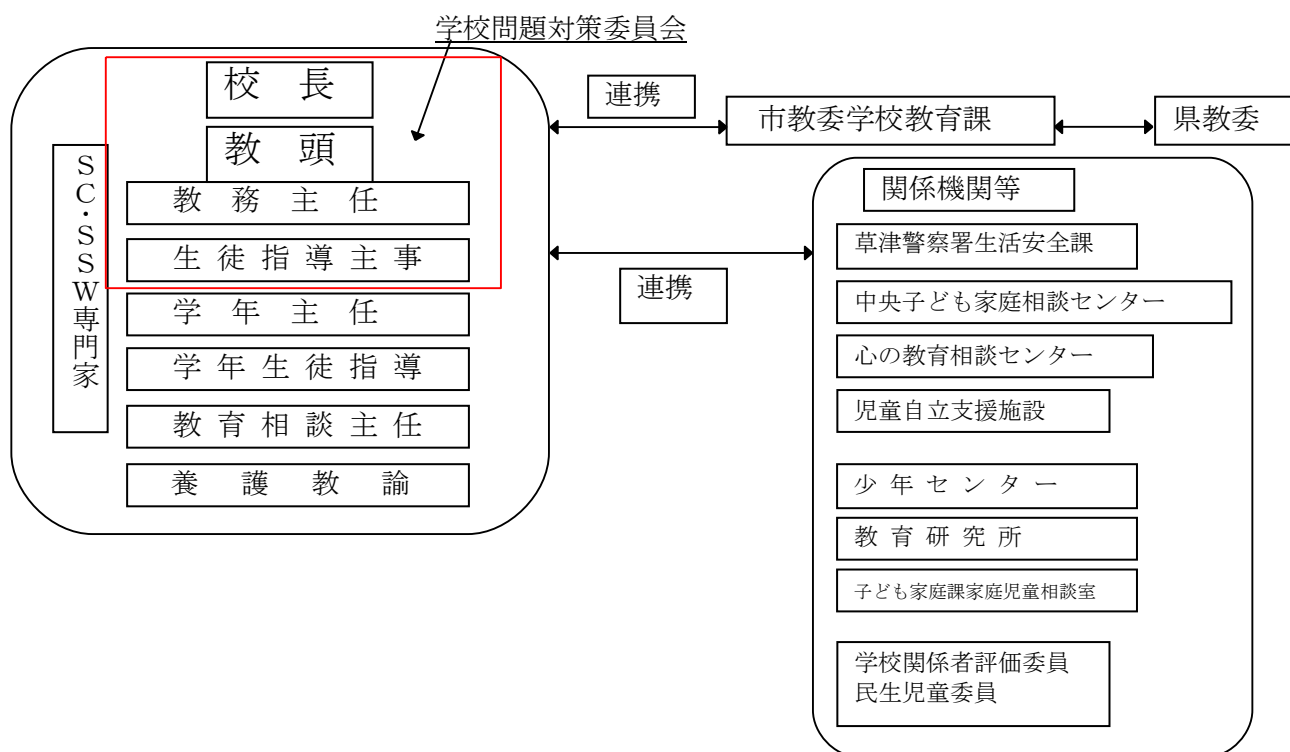 学校問題対策委員会
校長
教頭
教務主任
生徒指導主事
学年主任
学年生徒指導
教育相談主任
養護教諭
SC・SSW専門家
連携
市教委学校教育課
県教委
連携
関係機関等
草津警察署生活安全課
中央子ども家庭相談センター
心の教育相談センター
児童自立支援施設
少年センター
教育研究所
子ども家庭課家庭児童相談室
学校関係者評価委員
民生児童委員